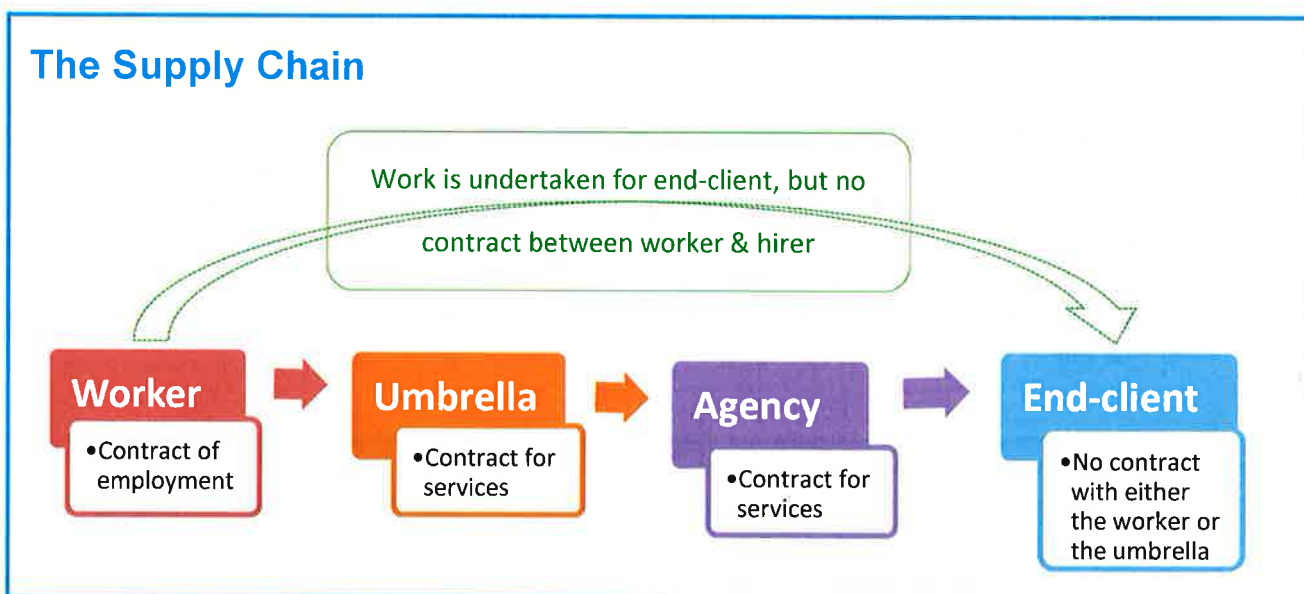 The Supply Chain
Work is undertaken for end-client, but no
contract between worker & hirer
Worker
•Contract of
employment
Umbrella
•Contract for
services
Agency
•Contract for
services
End-client
•No contract
with either
the worker or
the umbrella